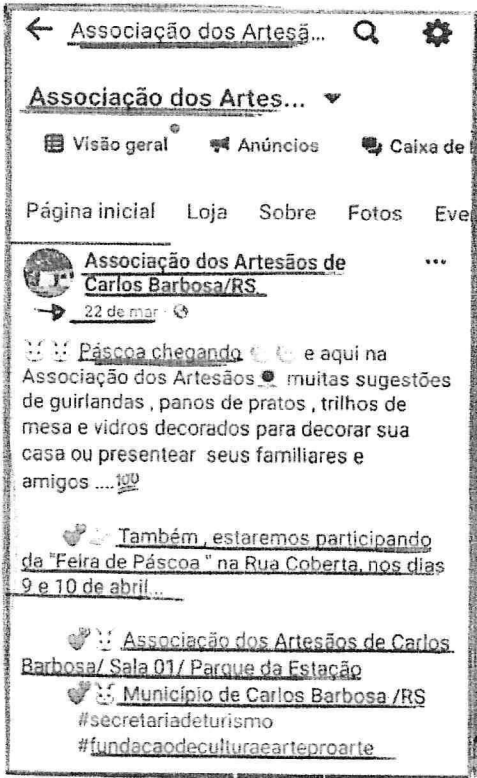 Associação dos Artesã...
Associação dos Artes...
Visão geral Anúncios Caixa de
Página inicial Loja Sobre Fotos Eve
Associação dos Artesãos de
Carlos Barbosa/RS
22 de mar
Páscoa chegando e aqui na
Associação dos Artesãos muitas sugestões
de guirlandas , panos de pratos , trilhos de
mesa e vidros decorados para decorar sua
casa ou presentear seus familiares e
amigos ....💯
Também , estaremos participando
da "Feira de Páscoa " na Rua Coberta, nos dias
9 e 10 de abril...
Associação dos Artesãos de Carlos
Barbosa/ Sala 01/ Parque da Estação
Município de Carlos Barbosa /RS
#secretariadeturismo
#fundacaodeculturaearteproarte